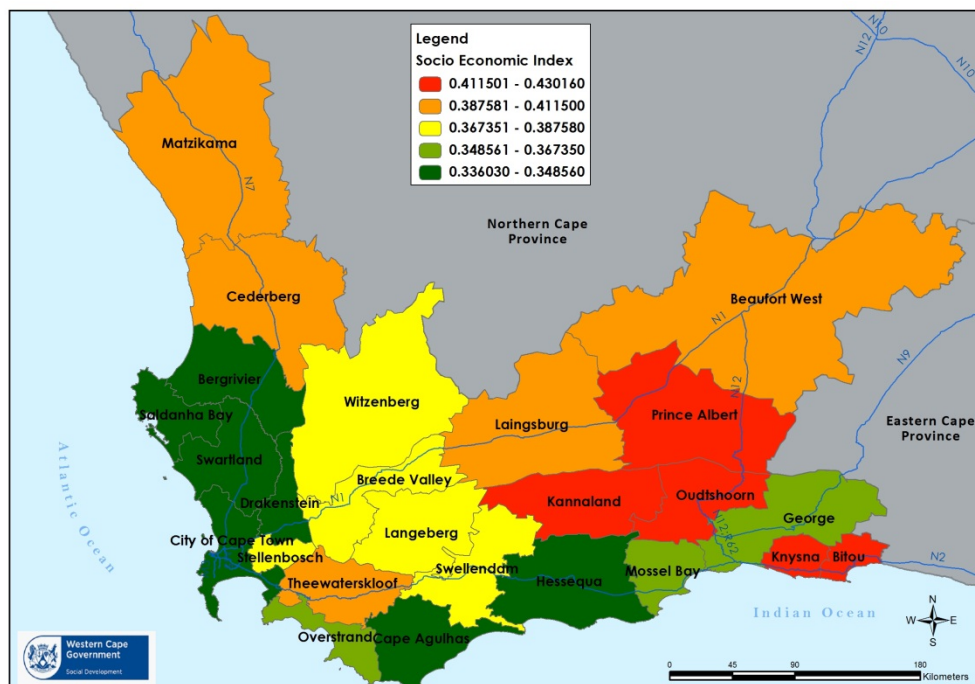 Legend
Socio Economic Index
0.411501 - 0.430160
0.387581 - 0.411500
0.367351 - 0.387580
0.348561 - 0.367350
0.336030 - 0.348560
N10
N12
N10
Matzikama
N7
Northern Cape
Province
Cederberg
Beaufort West
N1
N9
Bergrivier
Witzenberg
N12
Saldanha Bay
Laingsburg
Prince Albert
Eastern Cape
Province
Swartland
Breede Valley
Drakenstein
N1
Kannaland
Oudtshoorn
George
Langeberg
N12
R62
City of Cape Town
Stellenbosch
Knysna
Bitou
N2
Theewaterskloof
Swellendam
Hessequa
Mossel Bay
Atlantic Ocean
Indian Ocean
Overstrand
Cape Agulhas
N
W
E
S
Western Cape
Government
Social Development
0
45
90
180
Kilometers